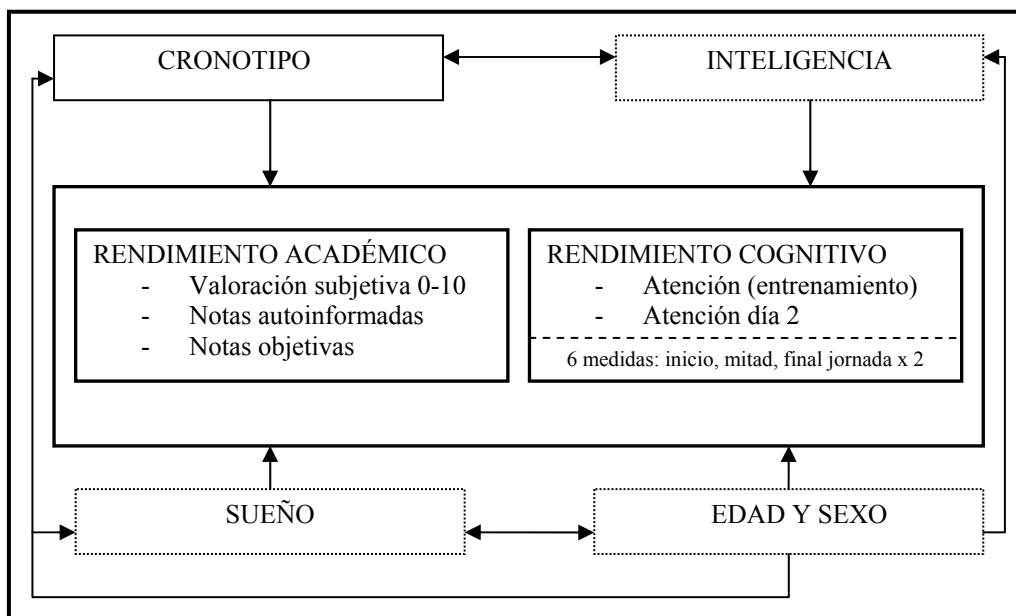 CRONOTIPO
INTELIGENCIA
RENDIMIENTO ACADÉMICO
- Valoración subjetiva 0-10
- Notas autoinformadas
- Notas objetivas
RENDIMIENTO COGNITIVO
- Atención (entrenamiento)
- Atención día 2
6 medidas: inicio, mitad, final jornada x 2
SUEÑO
EDAD Y SEXO